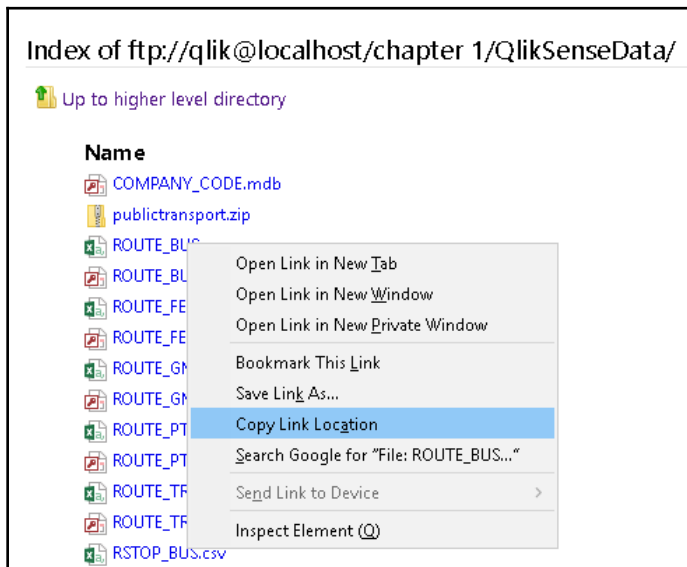 Index of ftp://qlik@localhost/chapter 1/QlikSenseData/
Up to higher level directory
Name
COMPANY_CODE.mdb
publictransport.zip
ROUTE_BUS
ROUTE_BU
ROUTE_FE
ROUTE_FE
ROUTE_GM
ROUTE_GM
ROUTE_PT
ROUTE_PT
ROUTE_TR
ROUTE_TR
RSTOP_BUS.csv
Open Link in New Tab
Open Link in New Window
Open Link in New Private Window
Bookmark This Link
Save Link As...
Copy Link Location
Search Google for "File: ROUTE_BUS..."
Send Link to Device
Inspect Element (Q)